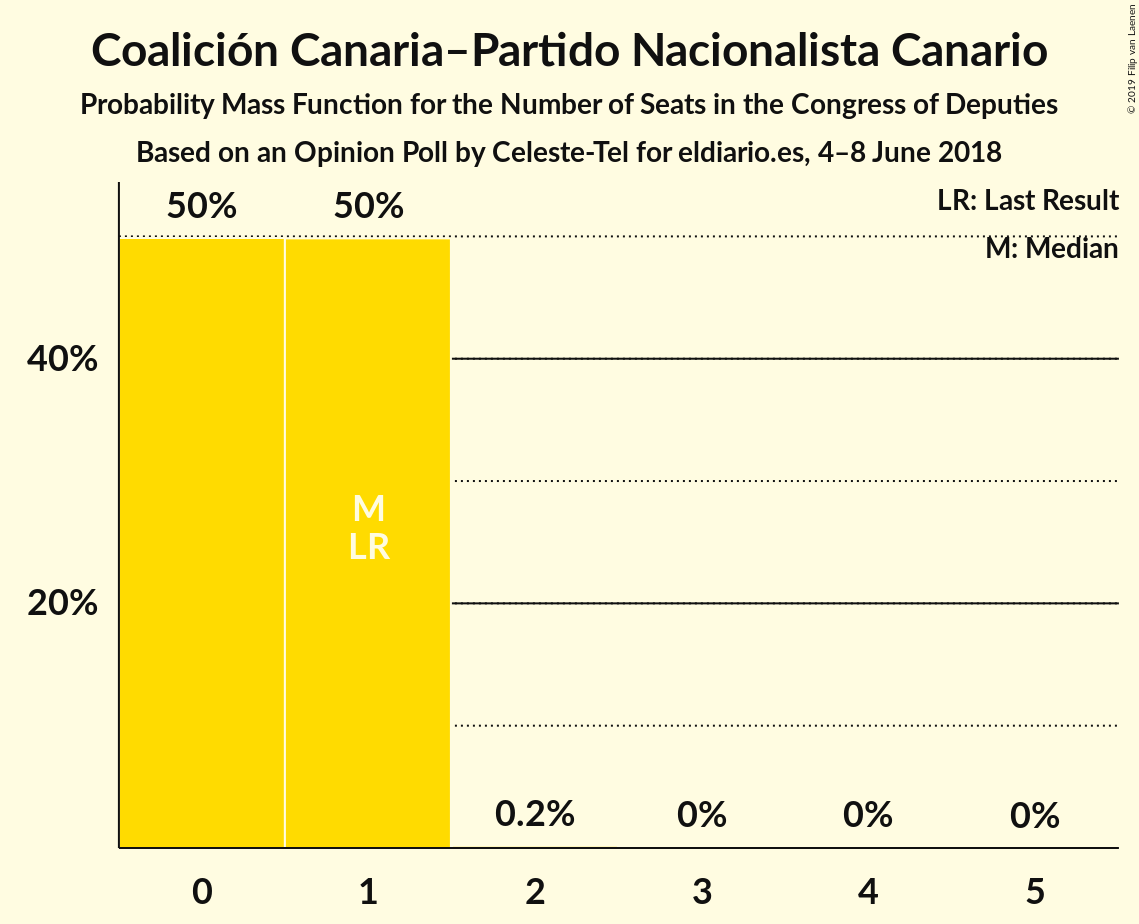 Coalición Canaria–Partido Nacionalista Canario
Probability Mass Function for the Number of Seats in the Congress of Deputies
Based on an Opinion Poll by Celeste-Tel for eldiario.es, 4–8 June 2018
© 2019 Filip van Laenen
LR: Last Result
M: Median
50%
50%
40%
20%
M
LR
0.2%
0%
0%
0%
0
1
2
3
4
5